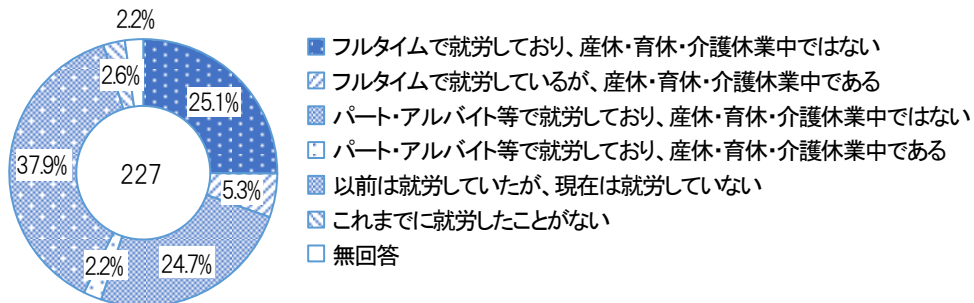 2.2%
2.6%
25.1%
37.9%
227
5.3%
2.2%
24.7%
フルタイムで就労しており、産休・育休・介護休業中ではない
フルタイムで就労しているが、産休・育休・介護休業中である
パート・アルバイト等で就労しており、産休・育休・介護休業中ではない
パート・アルバイト等で就労しており、産休・育休・介護休業中である
以前は就労していたが、現在は就労していない
これまでに就労したことがない
無回答